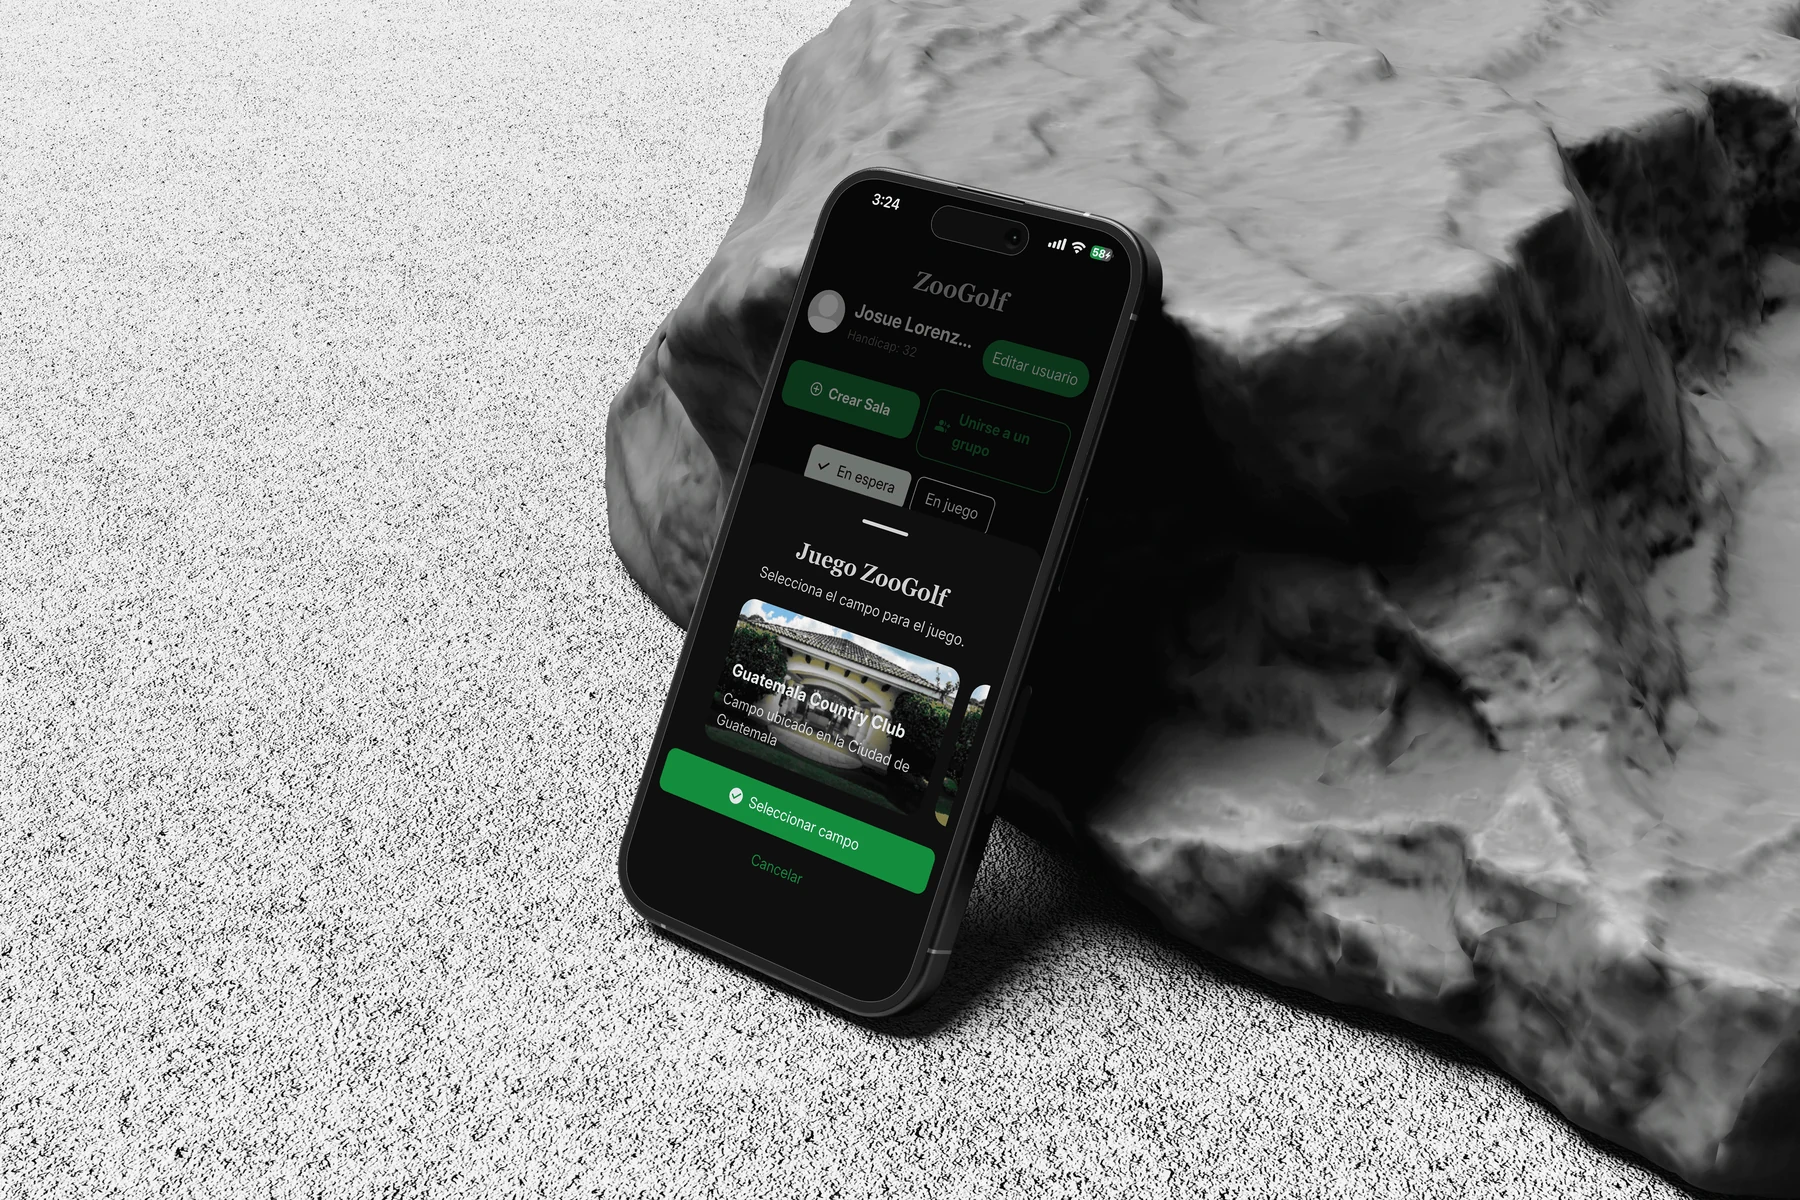 3:24
58
ZooGolf
Josue Lorenz...
Handicap: 32
Editar usuario
Crear Sala
Unirse a un
grupo
En espera
En juego
Juego ZooGolf
Selecciona el campo para el juego.
Guatemala Country Club
Campo ubicado en la Ciudad de
Guatemala
Seleccionar campo
Cancelar